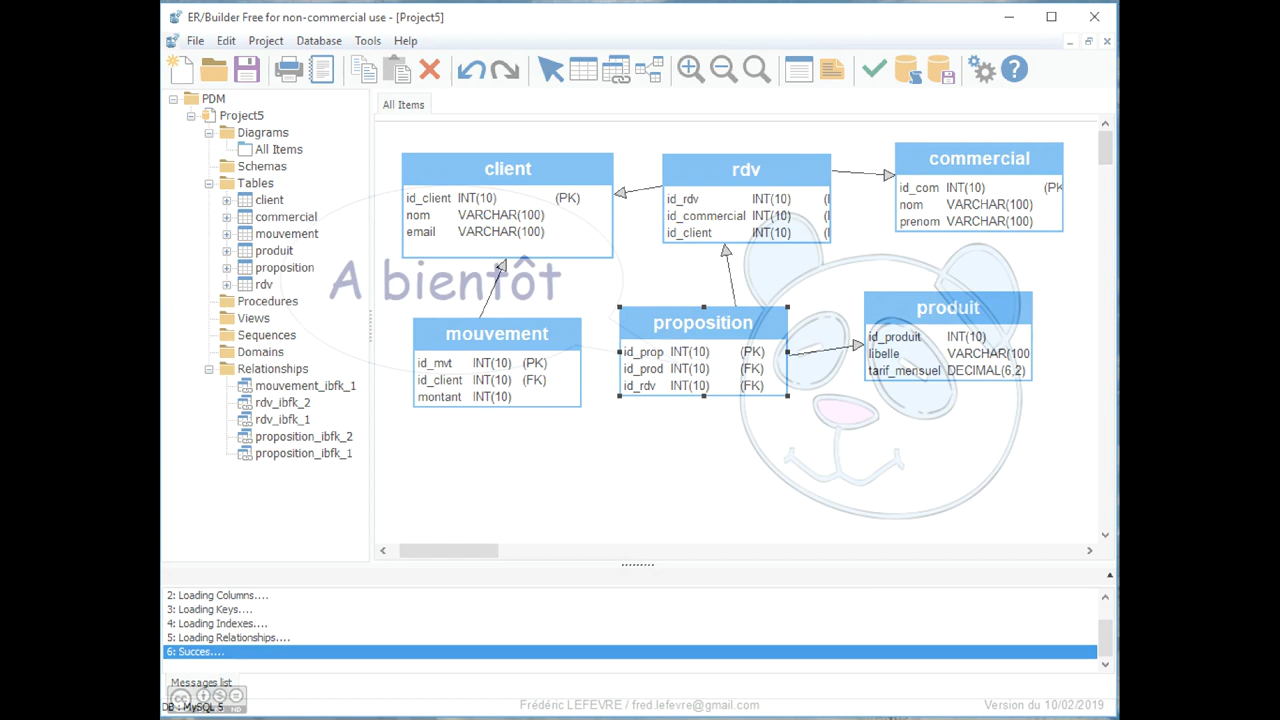 ER/Builder Free for non-commercial use - [Project5]
File Edit Project Database Tools Help
PDM
Project5
Diagrams
All Items
Schemas
Tables
client
commercial
mouvement
produit
proposition
rdv
Procedures
Views
Sequences
Domains
Relationships
mouvement_ibfk_1
rdv_ibfk_2
rdv_ibfk_1
proposition_ibfk_2
proposition_ibfk_1
All Items
client
id_client INT(10) (PK)
nom VARCHAR(100)
email VARCHAR(100)
rdv
id_rdv INT(10) (
id_commercial INT(10) (
id_client INT(10) (
commercial
id_com INT(10) (PK
nom VARCHAR(100)
prenom VARCHAR(100)
A bientôt
mouvement
id_mvt INT(10) (PK)
id_client INT(10) (FK)
montant INT(10)
proposition
id_prop INT(10) (PK)
id_prod INT(10) (FK)
id_rdv INT(10) (FK)
produit
id_produit INT(10)
libelle VARCHAR(100
tarif_mensuel DECIMAL(6,2)
2: Loading Columns....
3: Loading Keys....
4: Loading Indexes....
5: Loading Relationships....
6: Succes....
Messages list
DB : MySQL 5
cc ND
Frédéric LEFEVRE / fred.lefevre@gmail.com
Version du 10/02/2019